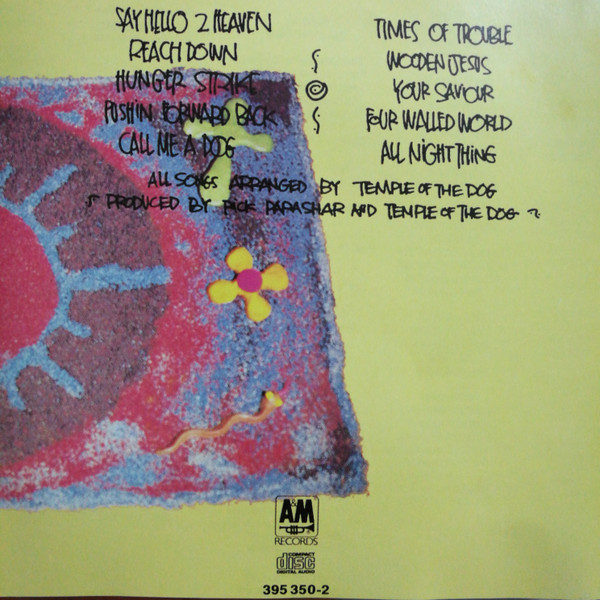 SAY HELLO 2 HEAVEN
REACH DOWN
HUNGER STRIKE
PUSHIN FORWARD BACK
CALL ME A DOG
TIMES OF TROUBLE
WOODEN JESUS
YOUR SAVIOUR
FOUR WALLED WORLD
ALL NIGHT THING
ALL SONGS ARRANGED BY TEMPLE OF THE DOG
PRODUCED BY RICK PARASHAR AND TEMPLE OF THE DOG
A&M
RECORDS
COMPACT
disc
DIGITAL AUDIO
395 350-2